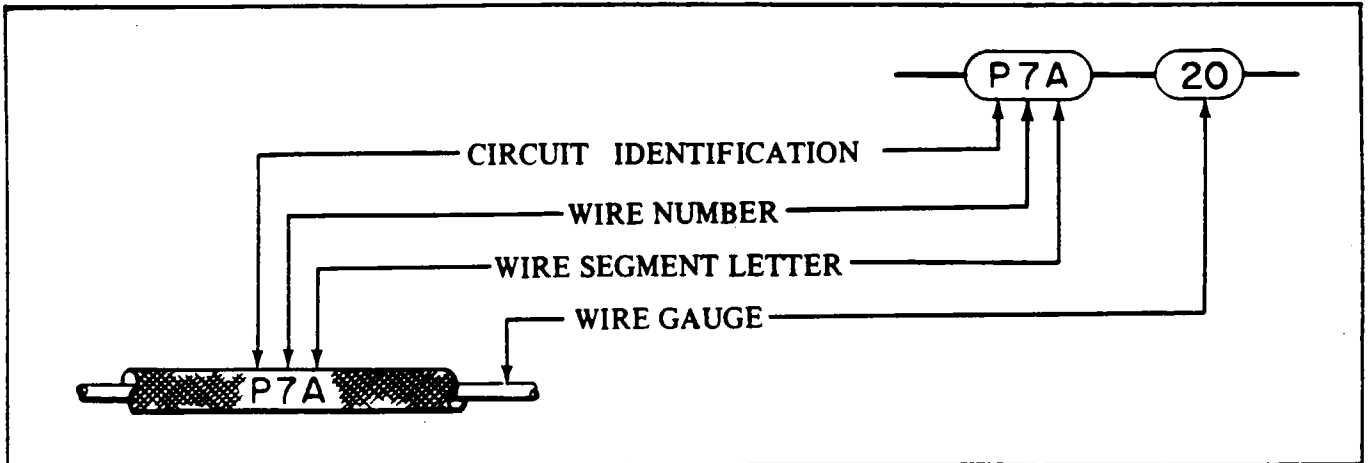 P7A 20
CIRCUIT IDENTIFICATION
WIRE NUMBER
WIRE SEGMENT LETTER
WIRE GAUGE
P7A